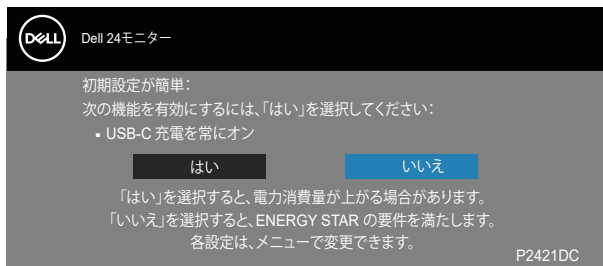 DELL
Dell 24モニター
初期設定が簡単：
次の機能を有効にするには、「はい」を選択してください：
▪ USB-C 充電を常にオン
はい
いいえ
「はい」を選択すると、電力消費量が上がる場合があります。
「いいえ」を選択すると、ENERGY STAR の要件を満たします。
各設定は、メニューで変更できます。
P2421DC